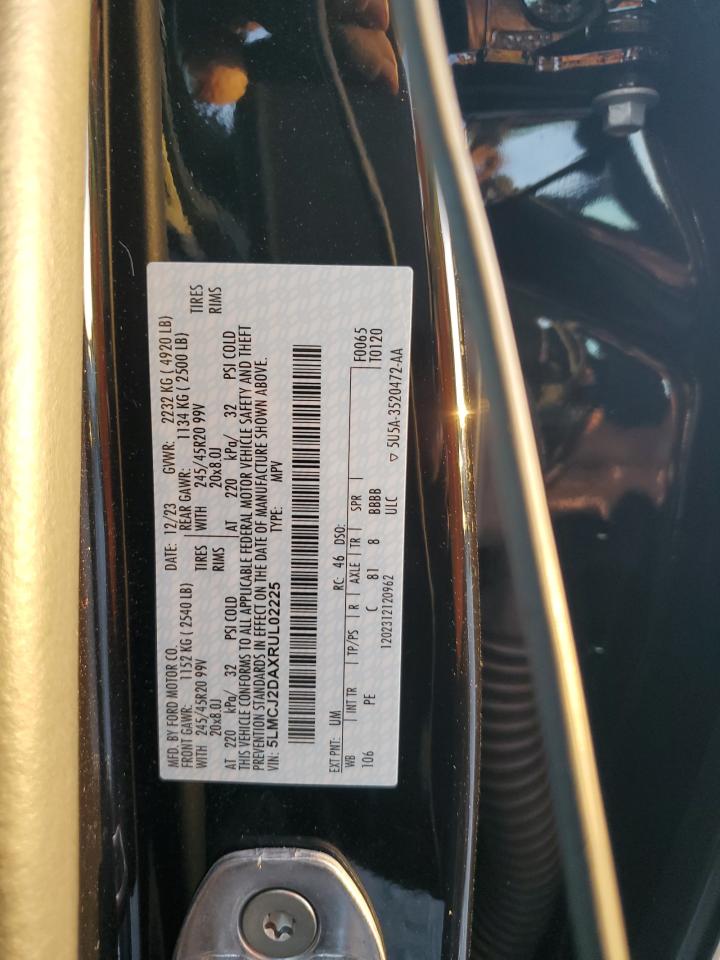 MFD. BY FORD MOTOR CO.
DATE: 12/23 GVWR: 2232 KG ( 4920 LB)
FRONT GAWR: 1152 KG ( 2540 LB) REAR GAWR: 1134 KG ( 2500 LB)
WITH 245/45R20 99V TIRES WITH 245/45R20 99V TIRES
20x8.0J RIMS 20x8.0J RIMS
AT 220 kPa/ 32 PSI COLD AT 220 kPa/ 32 PSI COLD
THIS VEHICLE CONFORMS TO ALL APPLICABLE FEDERAL MOTOR VEHICLE SAFETY AND THEFT
PREVENTION STANDARDS IN EFFECT ON THE DATE OF MANUFACTURE SHOWN ABOVE.
VIN: 5LMCJ2DAXRUL02225 TYPE: MPV
EXT PNT: UM RC: 46 DSO: F0065
WB INT TR TP/PS R AXLE TR SPR T0120
106 PE C 81 8 BBBB
1202312120962 ULC ▽ 5U5A-3520472-AA